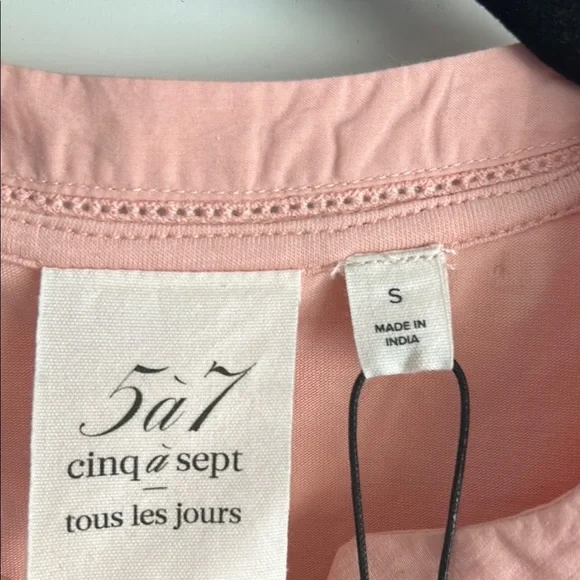 5à7
cinq à sept
tous les jours
S
MADE IN
INDIA